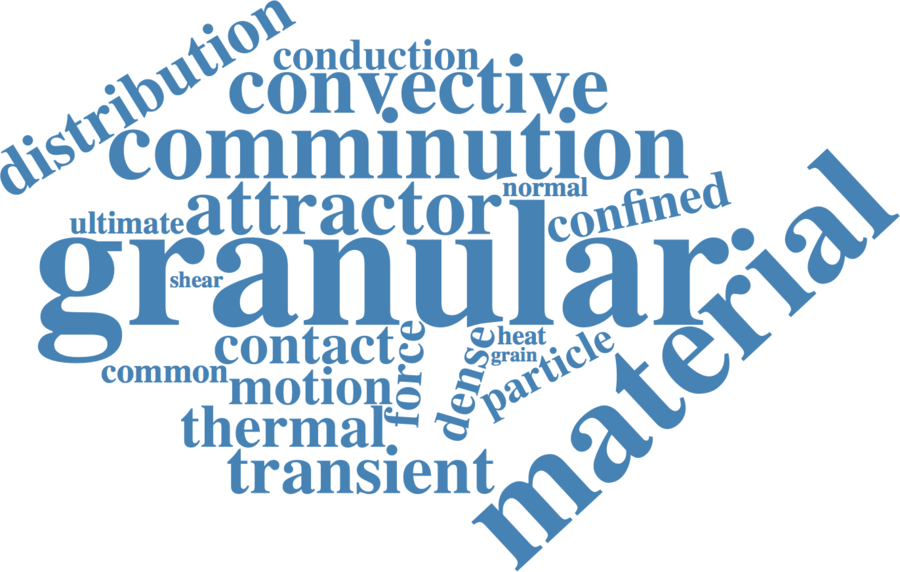 distribution
conduction
convective
comminution
normal
attractor
confined
ultimate
granular
shear
material
contact
force
dense
heat
grain
particle
common
motion
thermal
transient